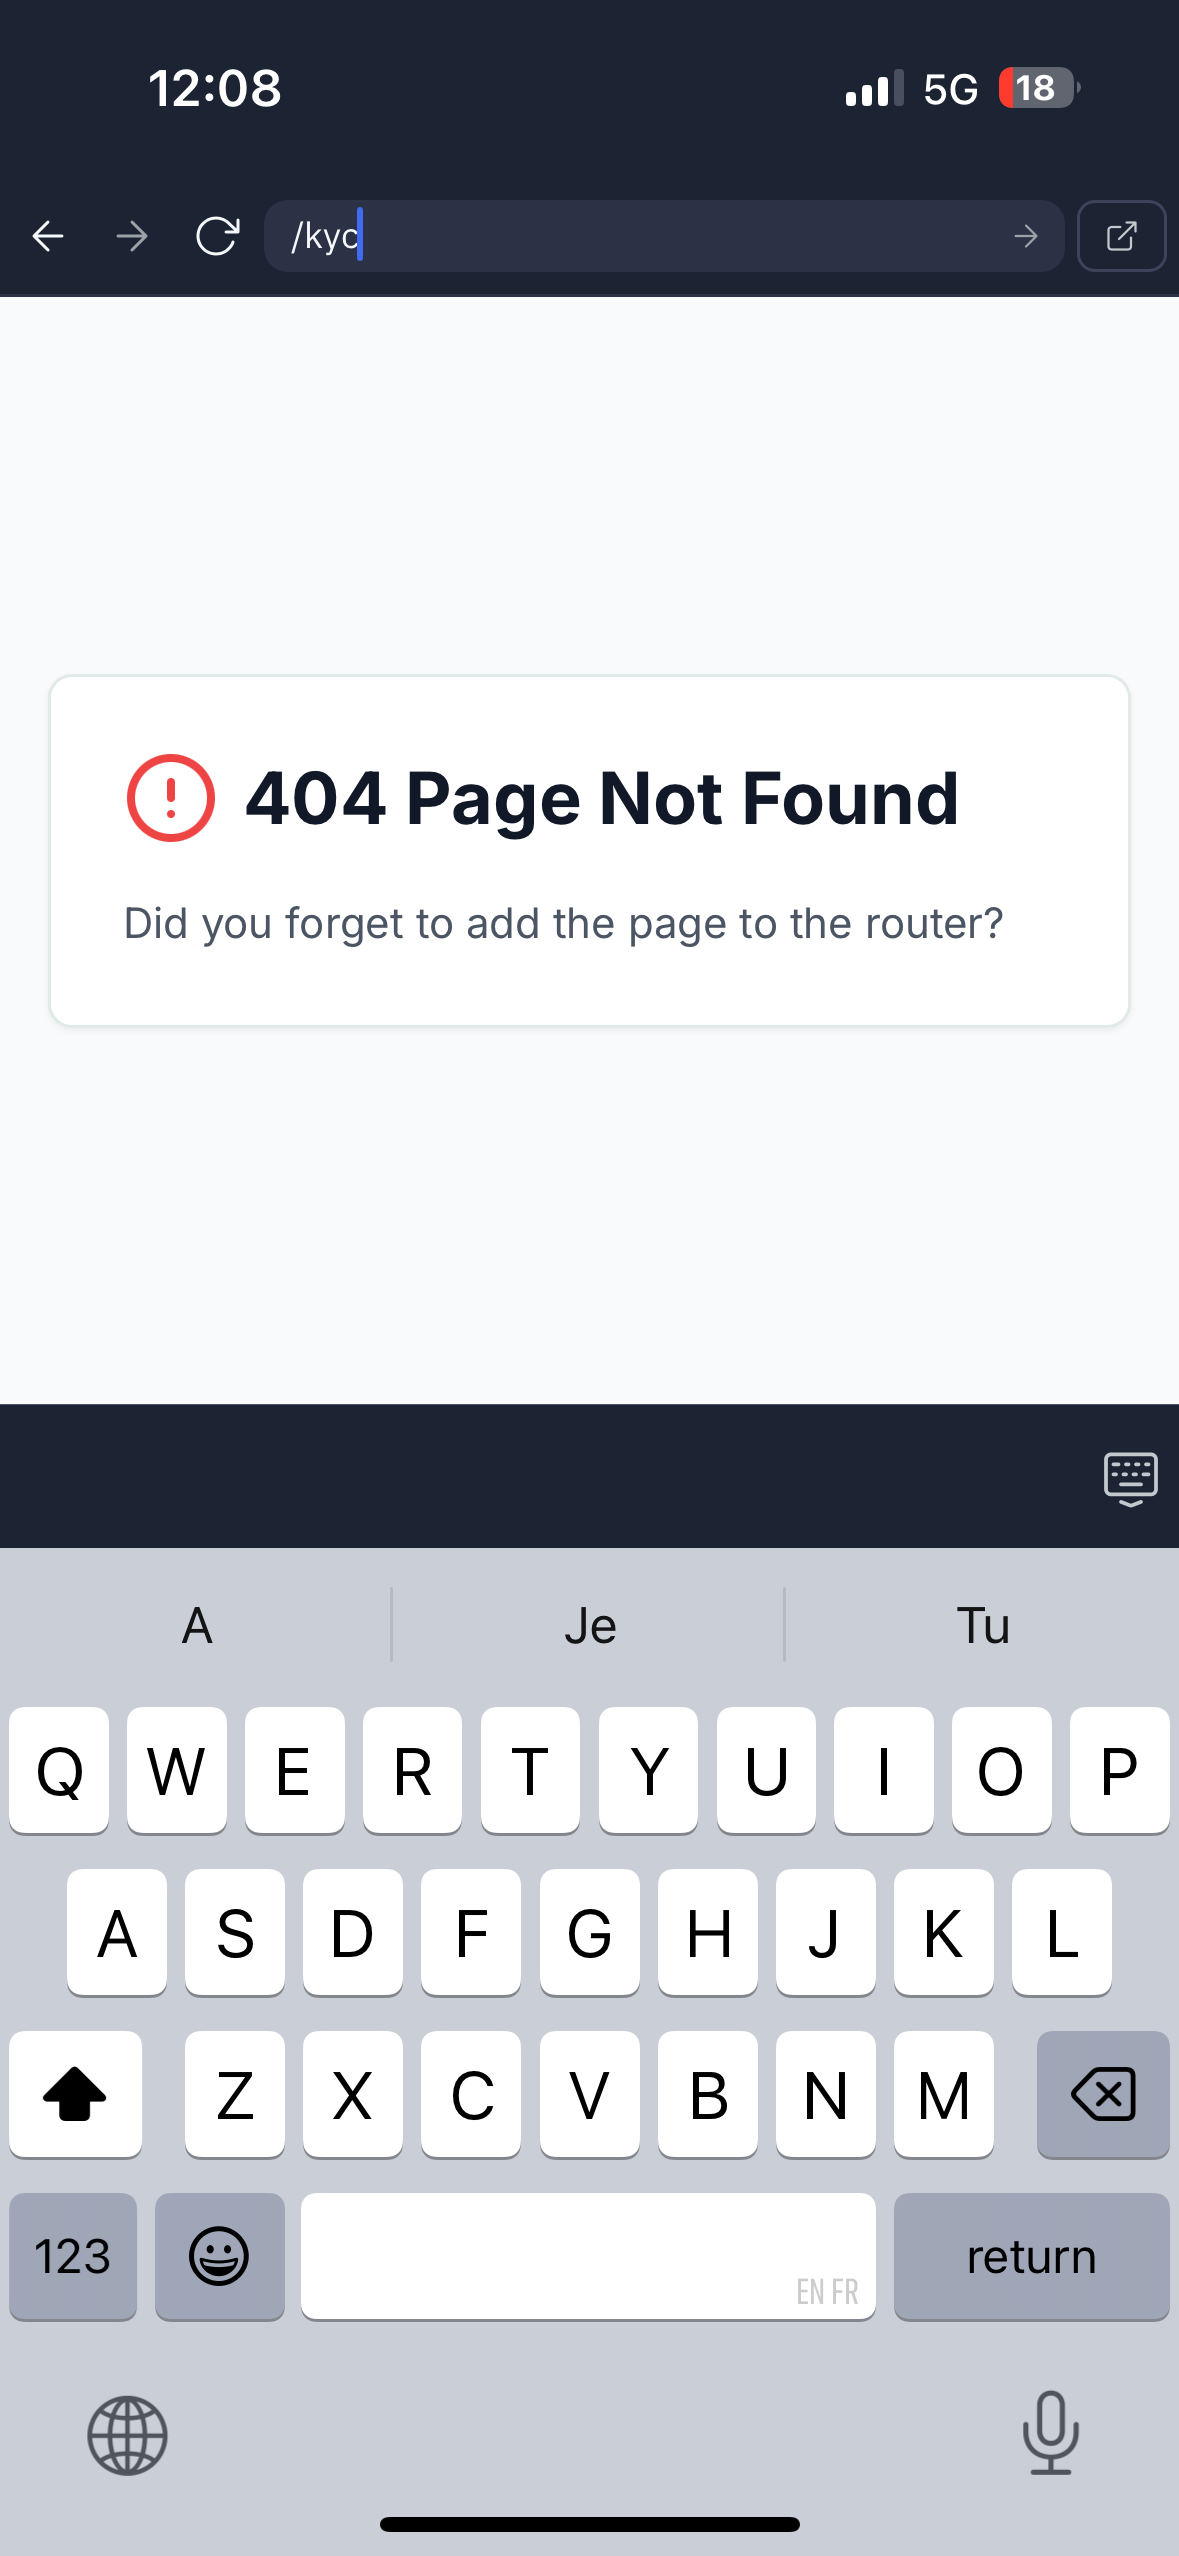 12:08
5G
18
/kyc
404 Page Not Found
Did you forget to add the page to the router?
A Je Tu
Q W E R T Y U I O P
A S D F G H J K L
Z X C V B N M
123 return
EN FR